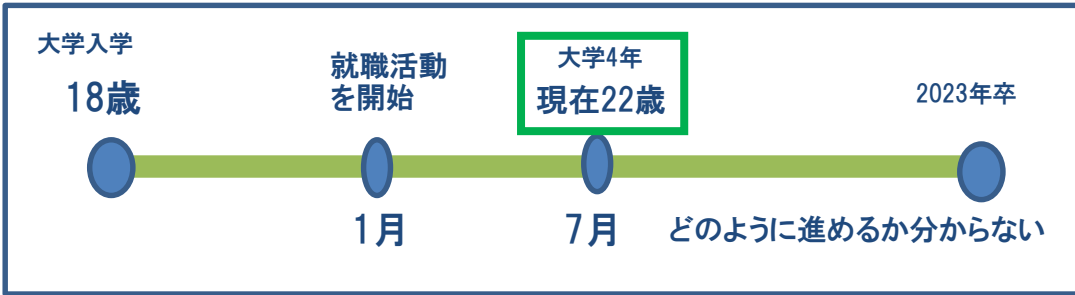 大学入学
18歳
就職活動
を開始
大学4年
現在22歳
2023年卒
1月
7月
どのように進めるか分からない